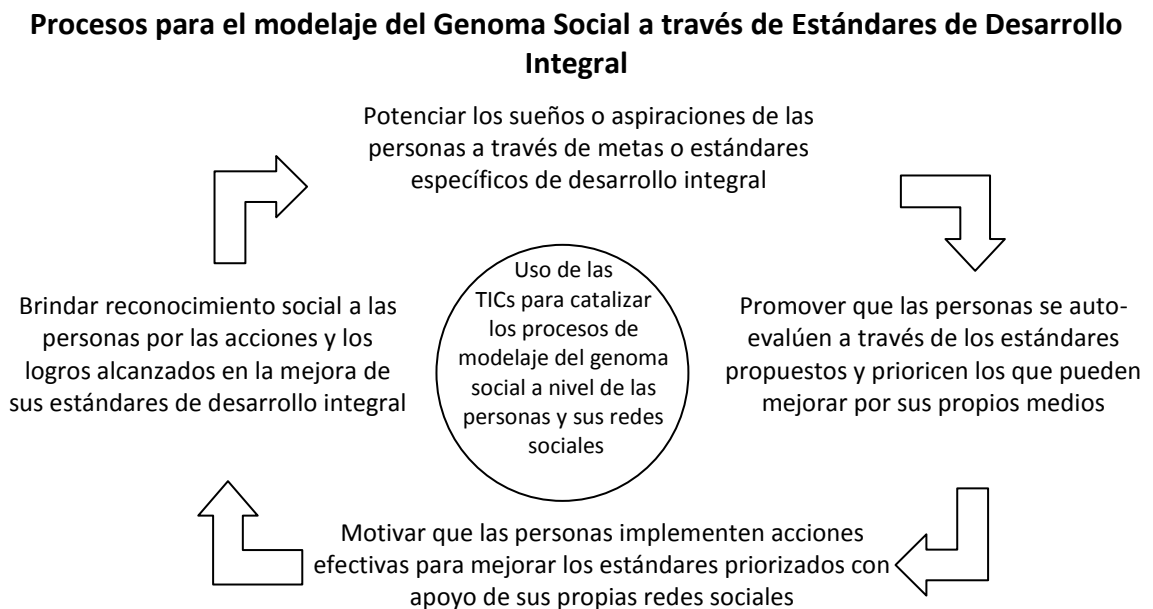 Procesos para el modelaje del Genoma Social a través de Estándares de Desarrollo
Integral
Potenciar los sueños o aspiraciones de las
personas a través de metas o estándares
específicos de desarrollo integral
Promover que las personas se auto-
evalúen a través de los estándares
propuestos y prioricen los que pueden
mejorar por sus propios medios
Motivar que las personas implementen acciones
efectivas para mejorar los estándares priorizados con
apoyo de sus propias redes sociales
Brindar reconocimiento social a las
personas por las acciones y los
logros alcanzados en la mejora de
sus estándares de desarrollo integral
Uso de las
TICs para catalizar
los procesos de
modelaje del genoma
social a nivel de las
personas y sus redes
sociales